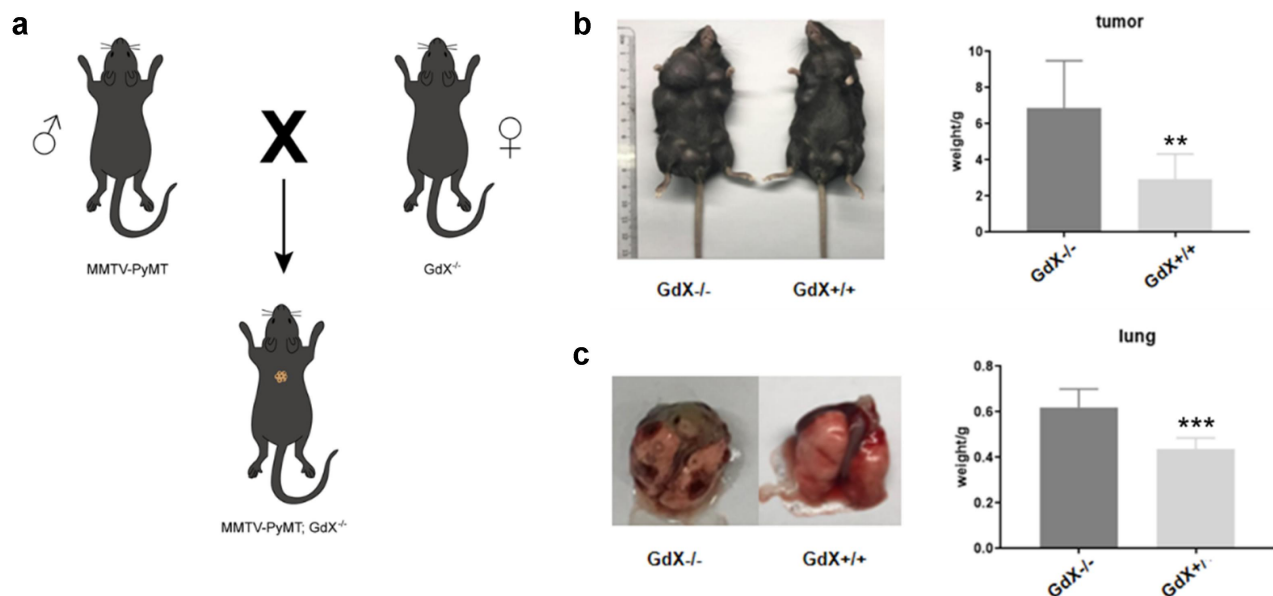 a
♂
X
♀
MMTV-PyMT
GdX-/-
MMTV-PyMT; GdX-/-
b
GdX-/-
GdX+/+
tumor
weight/g
10
8
6
4
2
0
**
GdX-/-
GdX+/+
c
GdX-/-
GdX+/+
lung
weight/g
0.8
0.6
0.4
0.2
0.0
***
GdX-/-